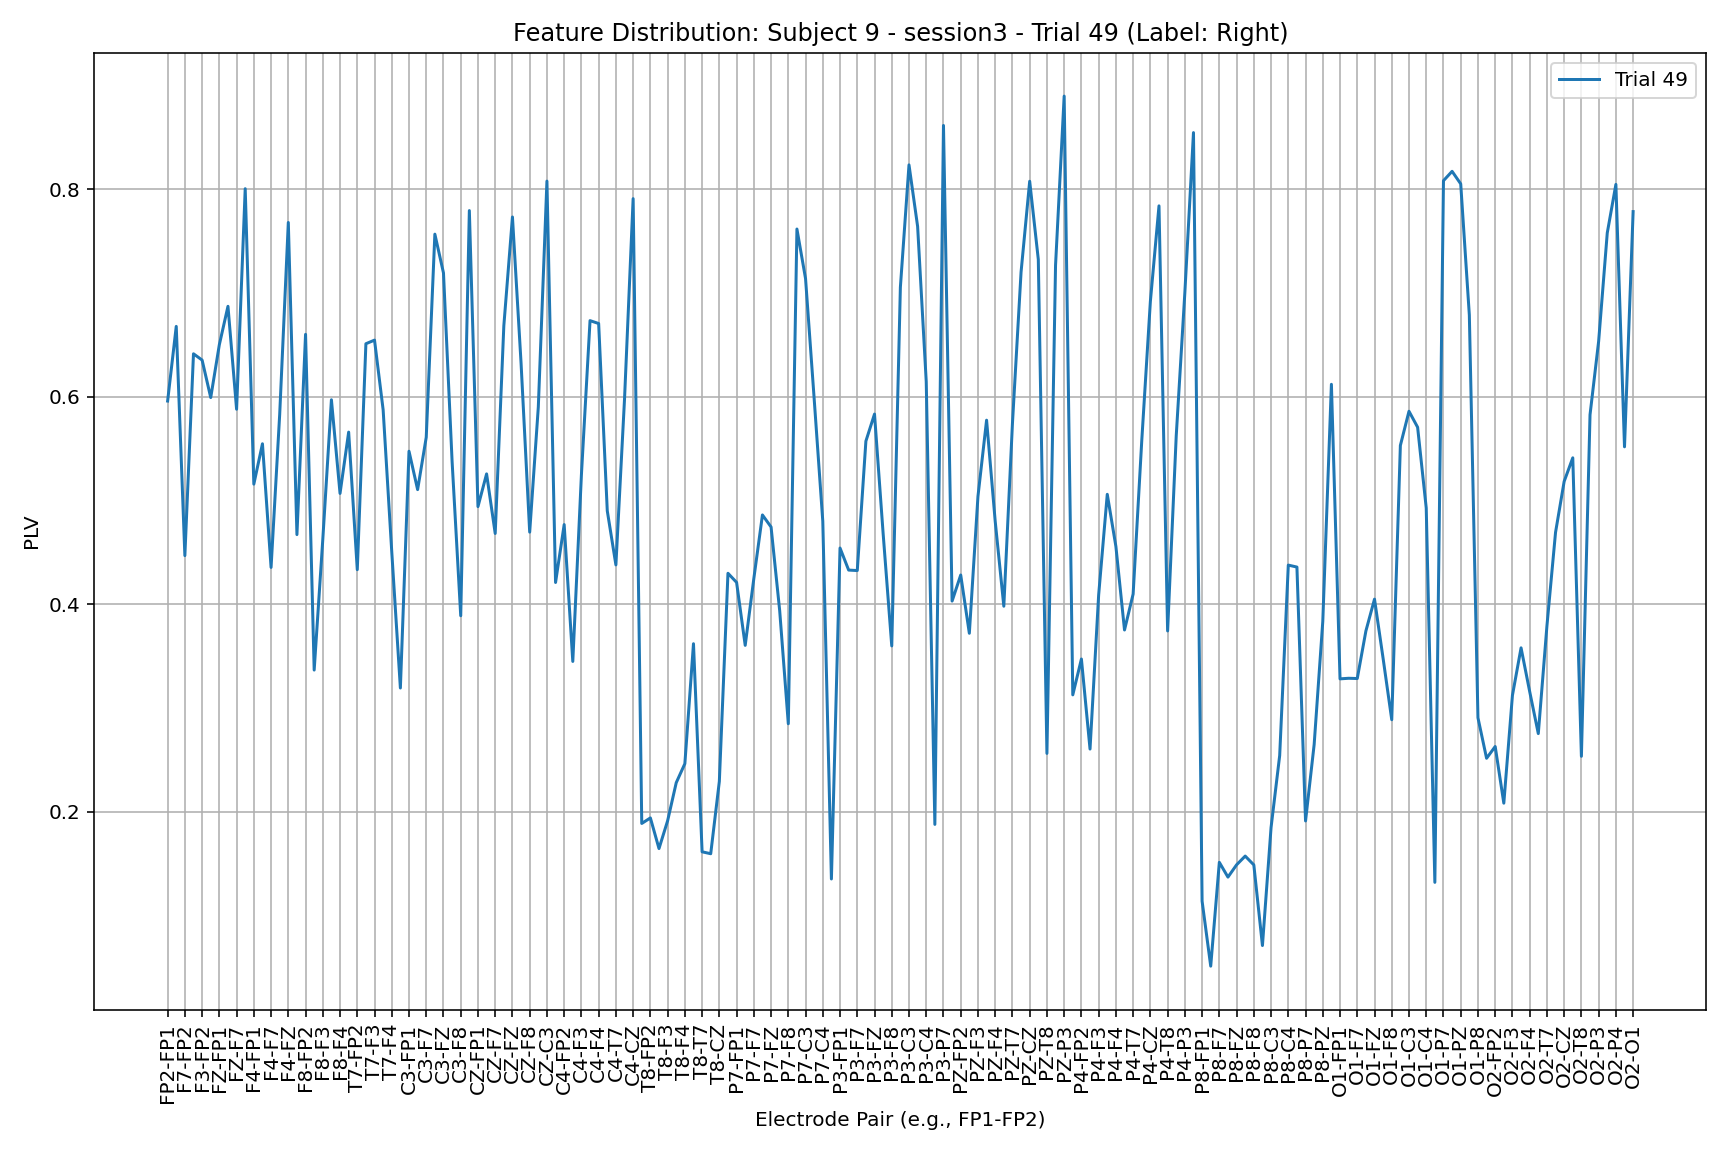 Feature Distribution: Subject 9 - session3 - Trial 49 (Label: Right)
Trial 49
PLV
0.8
0.6
0.4
0.2
FP2-FP1
F7-FP2
F3-FP2
FZ-FP1
FZ-F7
F4-FP1
F4-F7
F4-FZ
F8-FP2
F8-F3
F8-F4
T7-FP2
T7-F3
T7-F4
C3-FP1
C3-F7
C3-FZ
C3-F8
CZ-FP1
CZ-F7
CZ-FZ
CZ-F8
CZ-C3
C4-FP2
C4-F3
C4-F4
C4-T7
C4-CZ
T8-FP2
T8-F3
T8-F4
T8-T7
T8-CZ
P7-FP1
P7-F7
P7-FZ
P7-F8
P7-C3
P7-C4
P3-FP1
P3-F7
P3-FZ
P3-F8
P3-C3
P3-C4
P3-P7
PZ-FP2
PZ-F3
PZ-F4
PZ-T7
PZ-CZ
PZ-T8
PZ-P3
P4-FP2
P4-F3
P4-F4
P4-T7
P4-CZ
P4-T8
P4-P3
P8-FP1
P8-F7
P8-FZ
P8-F8
P8-C3
P8-C4
P8-P7
P8-PZ
O1-FP1
O1-F7
O1-FZ
O1-F8
O1-C3
O1-C4
O1-P7
O1-PZ
O1-P8
O2-FP2
O2-F3
O2-F4
O2-T7
O2-CZ
O2-T8
O2-P3
O2-P4
O2-O1
Electrode Pair (e.g., FP1-FP2)